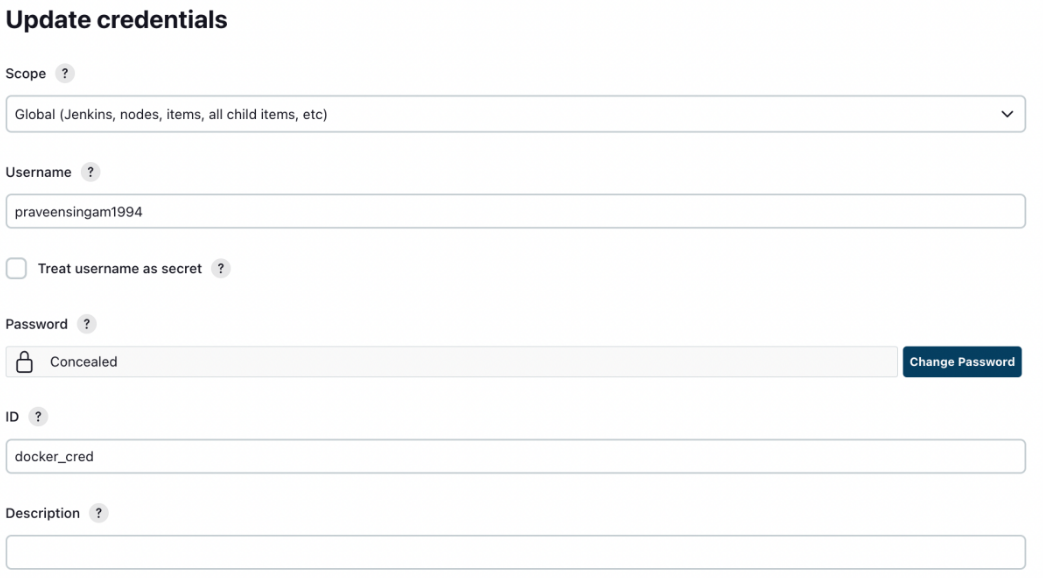 Update credentials
Scope ?
Global (Jenkins, nodes, items, all child items, etc)
Username ?
praveensingam1994
Treat username as secret ?
Password ?
Concealed Change Password
ID ?
docker_cred
Description ?